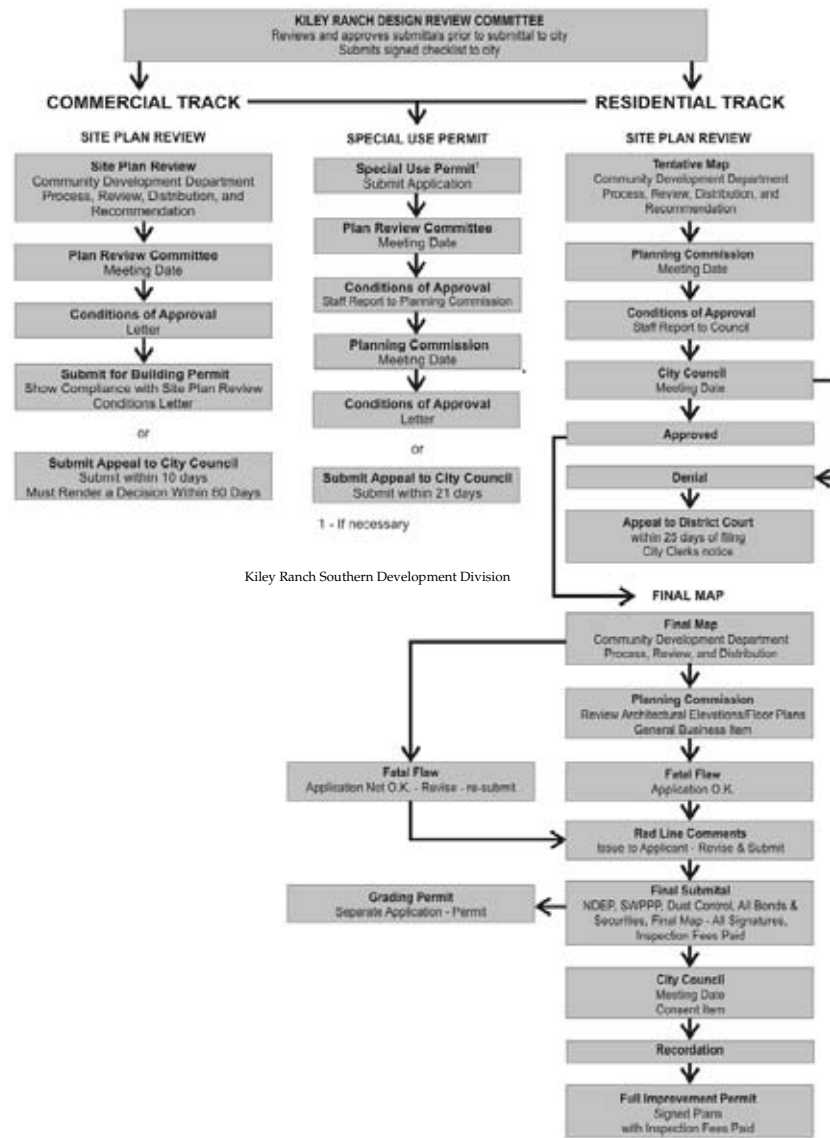 KILEY RANCH DESIGN REVIEW COMMITTEE
Reviews and approves submittals prior to submittal to city
Submits signed checklist to city
COMMERCIAL TRACK
RESIDENTIAL TRACK
SITE PLAN REVIEW
Site Plan Review
Community Development Department
Process, Review, Distribution, and
Recommendation
Plan Review Committee
Meeting Date
Conditions of Approval
Letter
Submit for Building Permit
Show Compliance with Site Plan Review
Conditions Letter
or
Submit Appeal to City Council
Submit within 10 days
Must Render a Decision Within 60 Days
SPECIAL USE PERMIT
Special Use Permit¹
Submit Application
Plan Review Committee
Meeting Date
Conditions of Approval
Staff Report to Planning Commission
Planning Commission
Meeting Date
Conditions of Approval
Letter
or
Submit Appeal to City Council
Submit within 21 days
1 - If necessary
SITE PLAN REVIEW
Tentative Map
Community Development Department
Process, Review, Distribution, and
Recommendation
Planning Commission
Meeting Date
Conditions of Approval
Staff Report to Council
City Council
Meeting Date
Approved
Denial
Appeal to District Court
within 25 days of filing
City Clerks notice
Kiley Ranch Southern Development Division
FINAL MAP
Final Map
Community Development Department
Process, Review, and Distribution
Planning Commission
Review Architectural Elevations/Floor Plans
General Business Item
Fatal Flaw
Application Not O.K. - Revise - re-submit
Fatal Flaw
Application O.K.
Red Line Comments
Issue to Applicant - Revise & Submit
Grading Permit
Separate Application - Permit
Final Submital
NDEP, SWPPP, Dust Control, All Bonds &
Securities, Final Map - All Signatures,
Inspection Fees Paid
City Council
Meeting Date
Consent Item
Recordation
Full Improvement Permit
Signed Plans
with Inspection Fees Paid